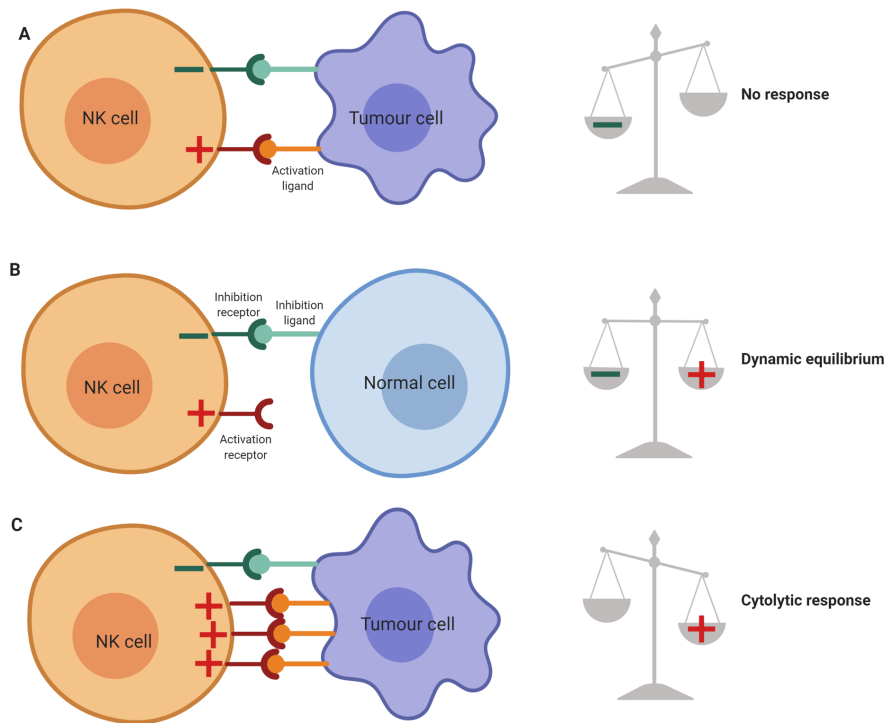 A
NK cell
Tumour cell
Activation
ligand
No response
B
Inhibition
receptor
Inhibition
ligand
NK cell
Normal cell
Activation
receptor
Dynamic equilibrium
C
NK cell
Tumour cell
Cytolytic response